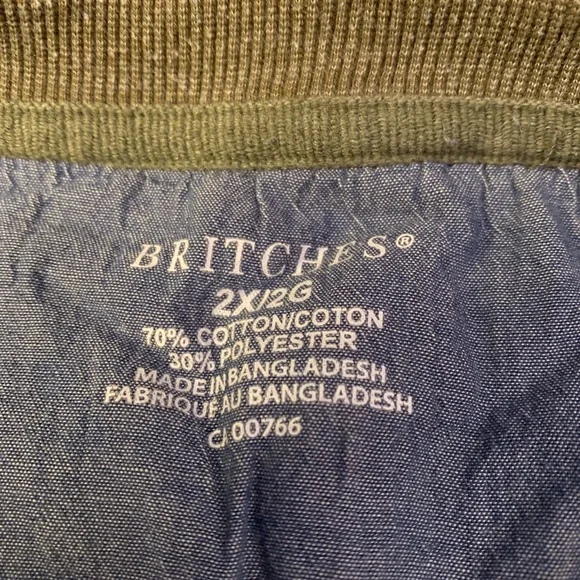 BRITCHES®
2X/2G
70% COTTON/COTON
30% POLYESTER
MADE IN BANGLADESH
FABRIQUE AU BANGLADESH
CA 00766